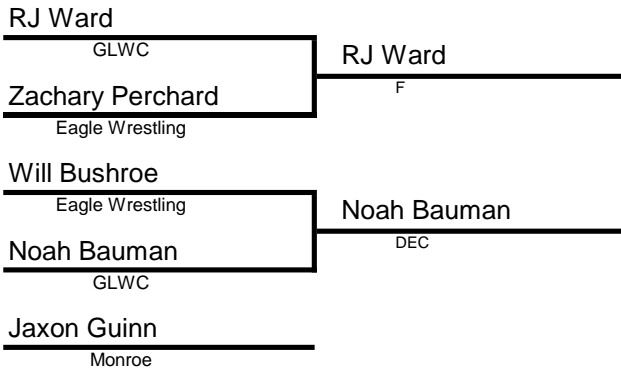 RJ Ward
GLWC
RJ Ward
F
Zachary Perchard
Eagle Wrestling
Will Bushroe
Eagle Wrestling
Noah Bauman
DEC
Noah Bauman
GLWC
Jaxon Guinn
Monroe